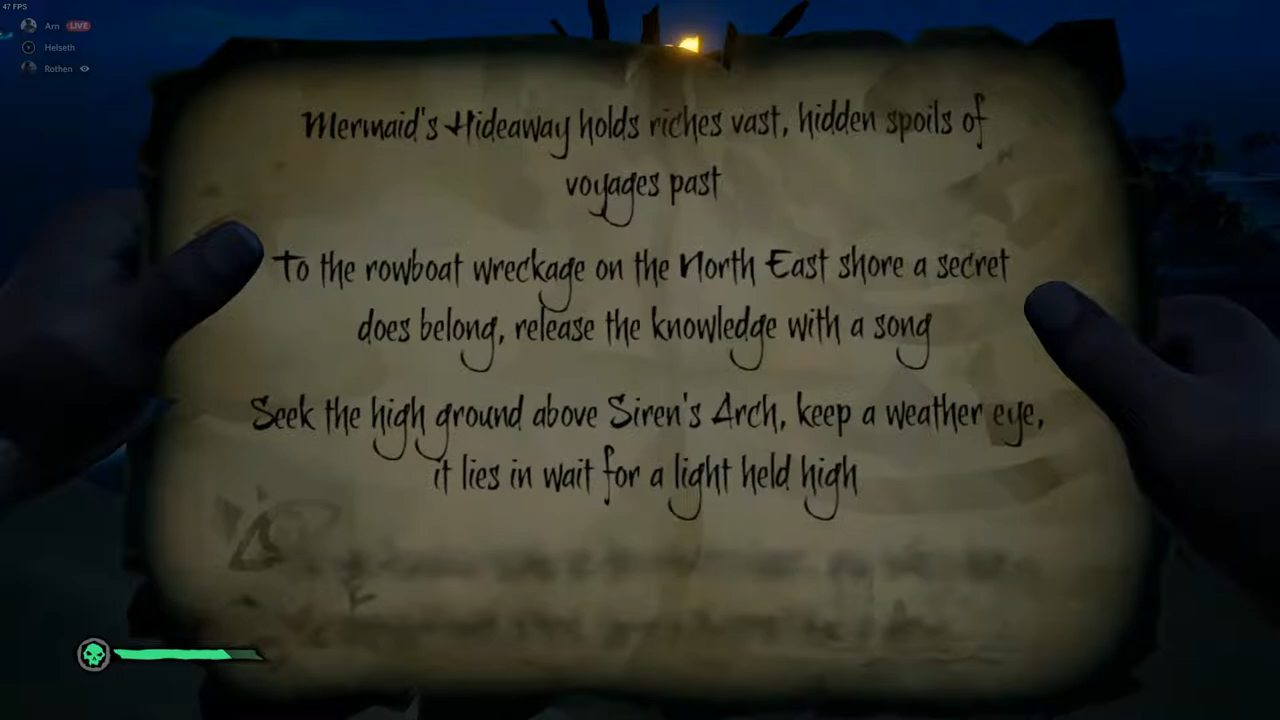 47 FPS
Arn LIVE
Helseth
Rothen
Mermaid's Hideaway holds riches vast, hidden spoils of
voyages past
To the rowboat wreckage on the North East shore a secret
does belong, release the knowledge with a song
Seek the high ground above Siren's Arch, keep a weather eye,
it lies in wait for a light held high